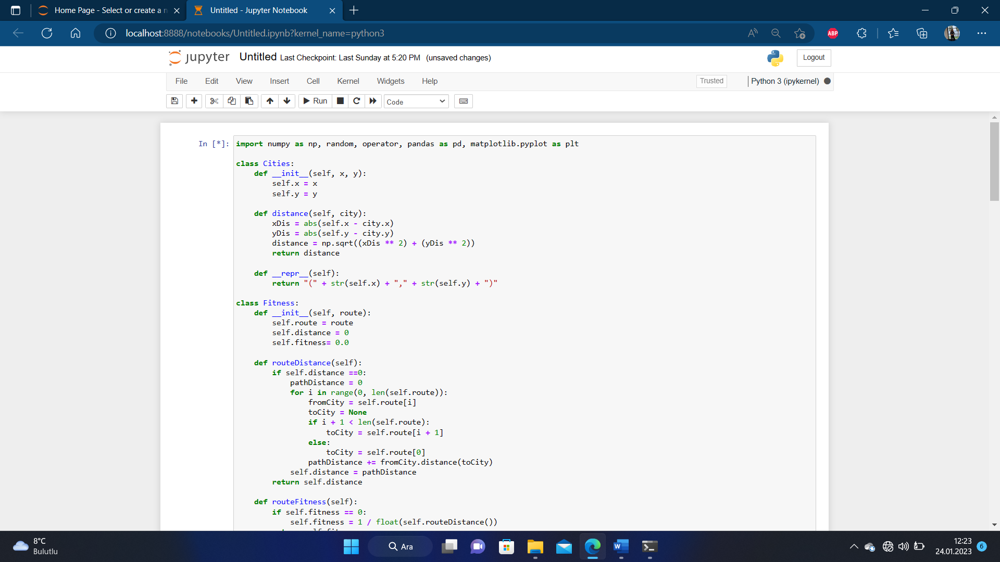 Home Page - Select or create a n
Untitled - Jupyter Notebook
localhost:8888/notebooks/Untitled.ipynb?kernel_name=python3
ABP
jupyter Untitled Last Checkpoint: Last Sunday at 5:20 PM (unsaved changes)
Logout
File Edit View Insert Cell Kernel Widgets Help
Trusted
Python 3 (ipykernel)
Run
Code
In [*]: import numpy as np, random, operator, pandas as pd, matplotlib.pyplot as plt
class Cities:
    def __init__(self, x, y):
        self.x = x
        self.y = y
    def distance(self, city):
        xDis = abs(self.x - city.x)
        yDis = abs(self.y - city.y)
        distance = np.sqrt((xDis ** 2) + (yDis ** 2))
        return distance
    def __repr__(self):
        return "(" + str(self.x) + "," + str(self.y) + ")"
class Fitness:
    def __init__(self, route):
        self.route = route
        self.distance = 0
        self.fitness= 0.0
    def routeDistance(self):
        if self.distance ==0:
            pathDistance = 0
            for i in range(0, len(self.route)):
                fromCity = self.route[i]
                toCity = None
                if i + 1 < len(self.route):
                    toCity = self.route[i + 1]
                else:
                    toCity = self.route[0]
                pathDistance += fromCity.distance(toCity)
            self.distance = pathDistance
        return self.distance
    def routeFitness(self):
        if self.fitness == 0:
            self.fitness = 1 / float(self.routeDistance())
8°C
Bulutlu
Ara
12:23
24.01.2023
6